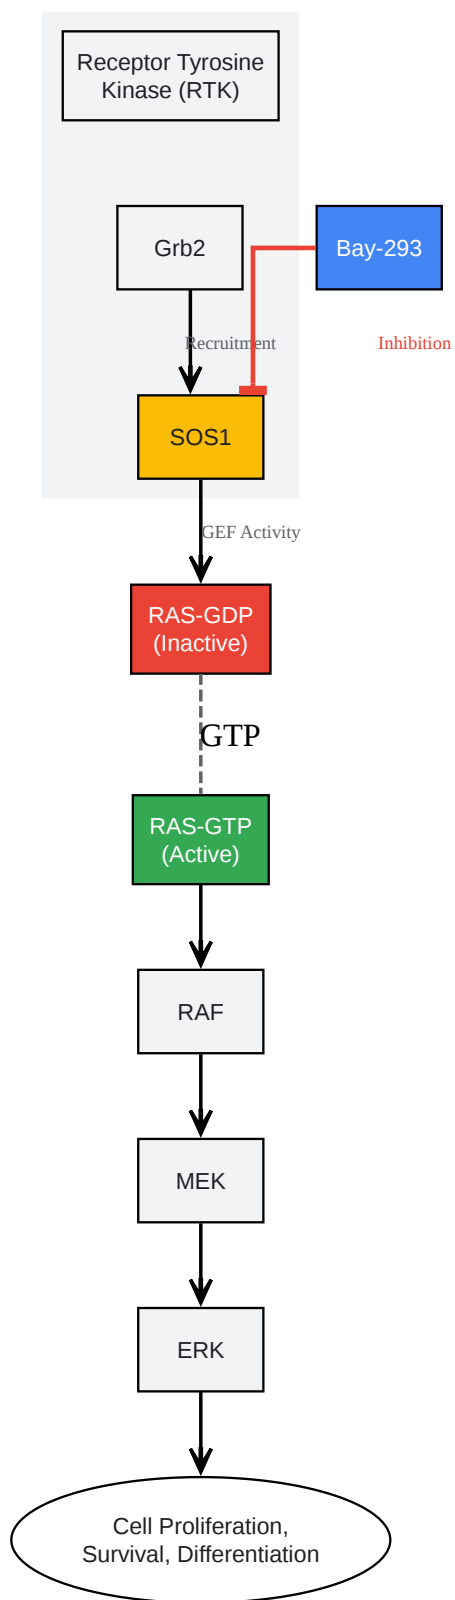 Receptor Tyrosine
Kinase (RTK)
Grb2
Bay-293
Recruitment
Inhibition
SOS1
GEF Activity
RAS-GDP
(Inactive)
GTP
RAS-GTP
(Active)
RAF
MEK
ERK
Cell Proliferation,
Survival, Differentiation